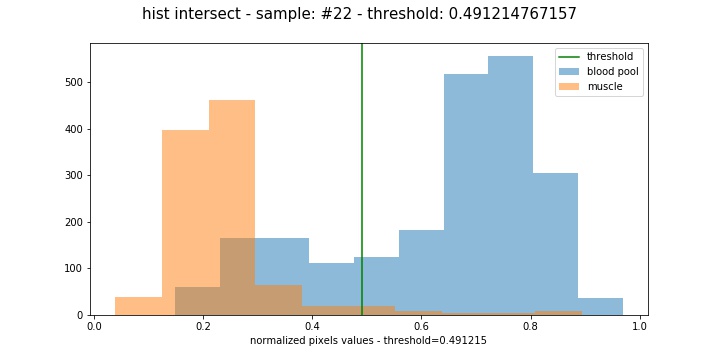 hist intersect - sample: #22 - threshold: 0.491214767157
threshold
blood pool
muscle
500
400
300
200
100
0
0.0 0.2 0.4 0.6 0.8 1.0
normalized pixels values - threshold=0.491215